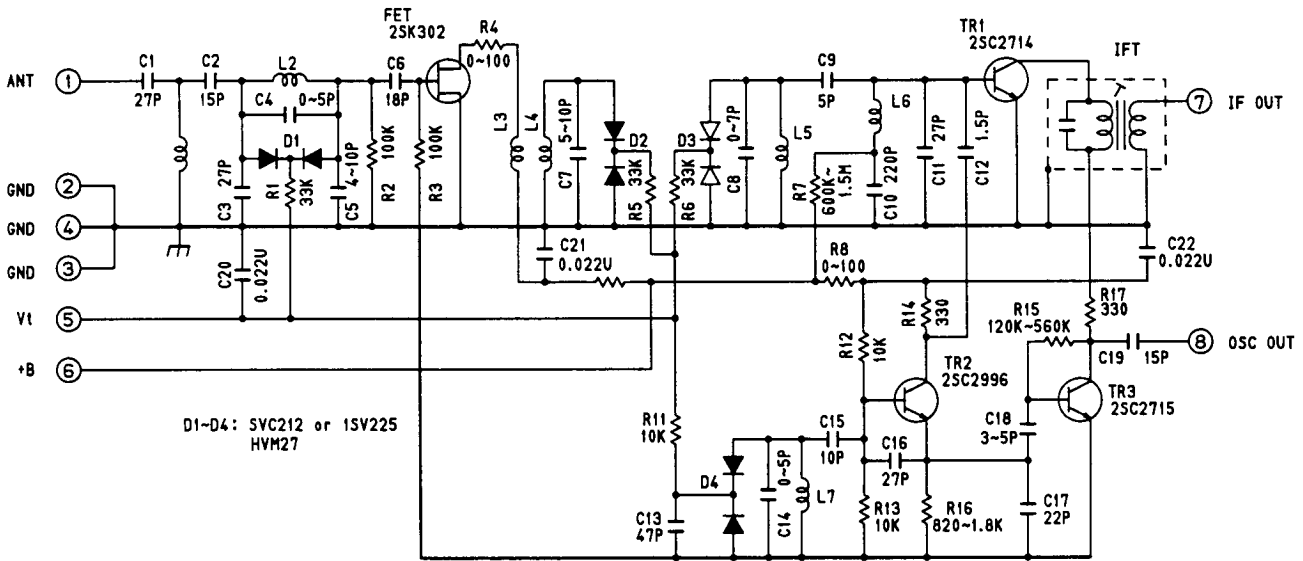 FET
2SK302
R4
0~100
TR1
2SC2714
IFT
ANT
1
C1
27P
C2
15P
L2
C4
0~5P
D1
C6
18P
C9
5P
7
IF OUT
27P
C3
R1
33K
4~10P
C5
100K
R2
100K
R3
L3
L4
5~10P
C7
D2
33K
R5
D3
33K
R6
0~7P
C8
L5
L6
R7
600K~
1.5M
220P
C10
27P
C11
1.5P
C12
GND
2
GND
4
GND
3
C20
0.022U
C21
0.022U
R8
0~100
C22
0.022U
Vt
5
+B
6
R12
10K
R14
330
R15
120K~560K
R17
330
C19
15P
8
OSC OUT
TR2
2SC2996
TR3
2SC2715
D1~D4: SVC212 or 1SV225
HVM27
R11
10K
C15
10P
C16
27P
C18
3~5P
D4
0~5P
C14
L7
C13
47P
R13
10K
R16
820~1.8K
C17
22P